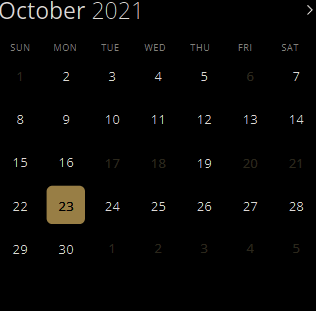 October 2021
SUN MON TUE WED THU FRI SAT
1 2 3 4 5 6 7
8 9 10 11 12 13 14
15 16 17 18 19 20 21
22 23 24 25 26 27 28
29 30 1 2 3 4 5